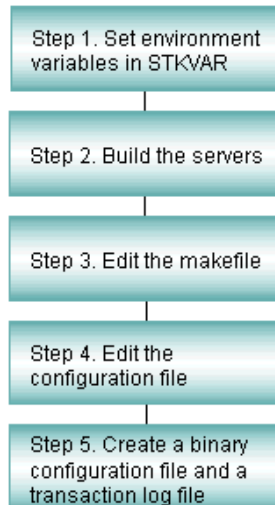 Step 1. Set environment
variables in STKVAR
Step 2. Build the servers
Step 3. Edit the makefile
Step 4. Edit the
configuration file
Step 5. Create a binary
configuration file and a
transaction log file